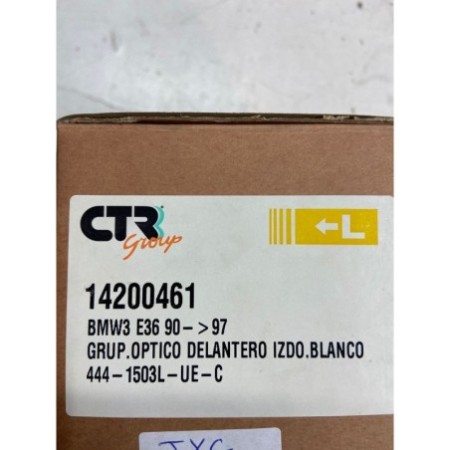 CTR
Group
←L
14200461
BMW3 E36 90->97
GRUP.OPTICO DELANTERO IZDO.BLANCO
444-1503L-UE-C